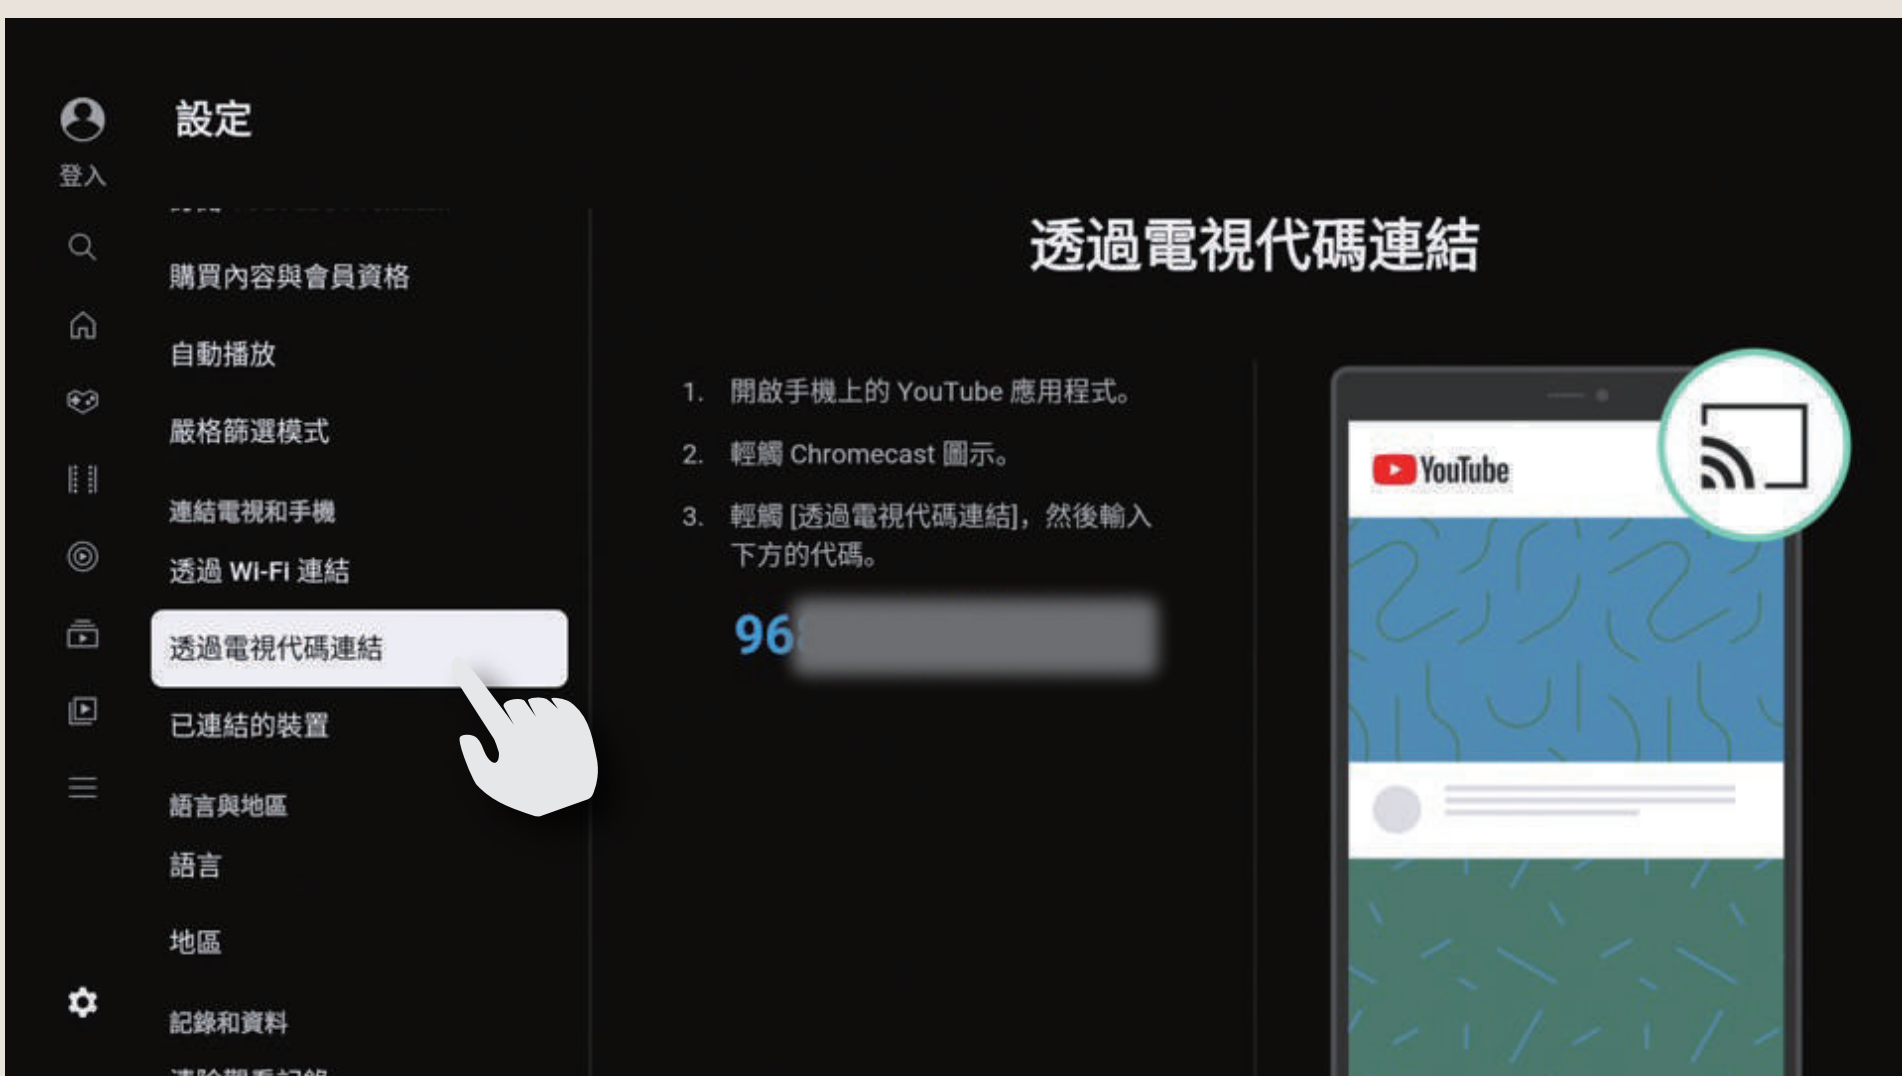 設定
登入
購買內容與會員資格
自動播放
嚴格篩選模式
連結電視和手機
透過 Wi-Fi 連結
透過電視代碼連結
已連結的裝置
語言與地區
語言
地區
記錄和資料
透過電視代碼連結
1. 開啟手機上的 YouTube 應用程式。
2. 輕觸 Chromecast 圖示。
3. 輕觸 [透過電視代碼連結]，然後輸入
下方的代碼。
96
YouTube